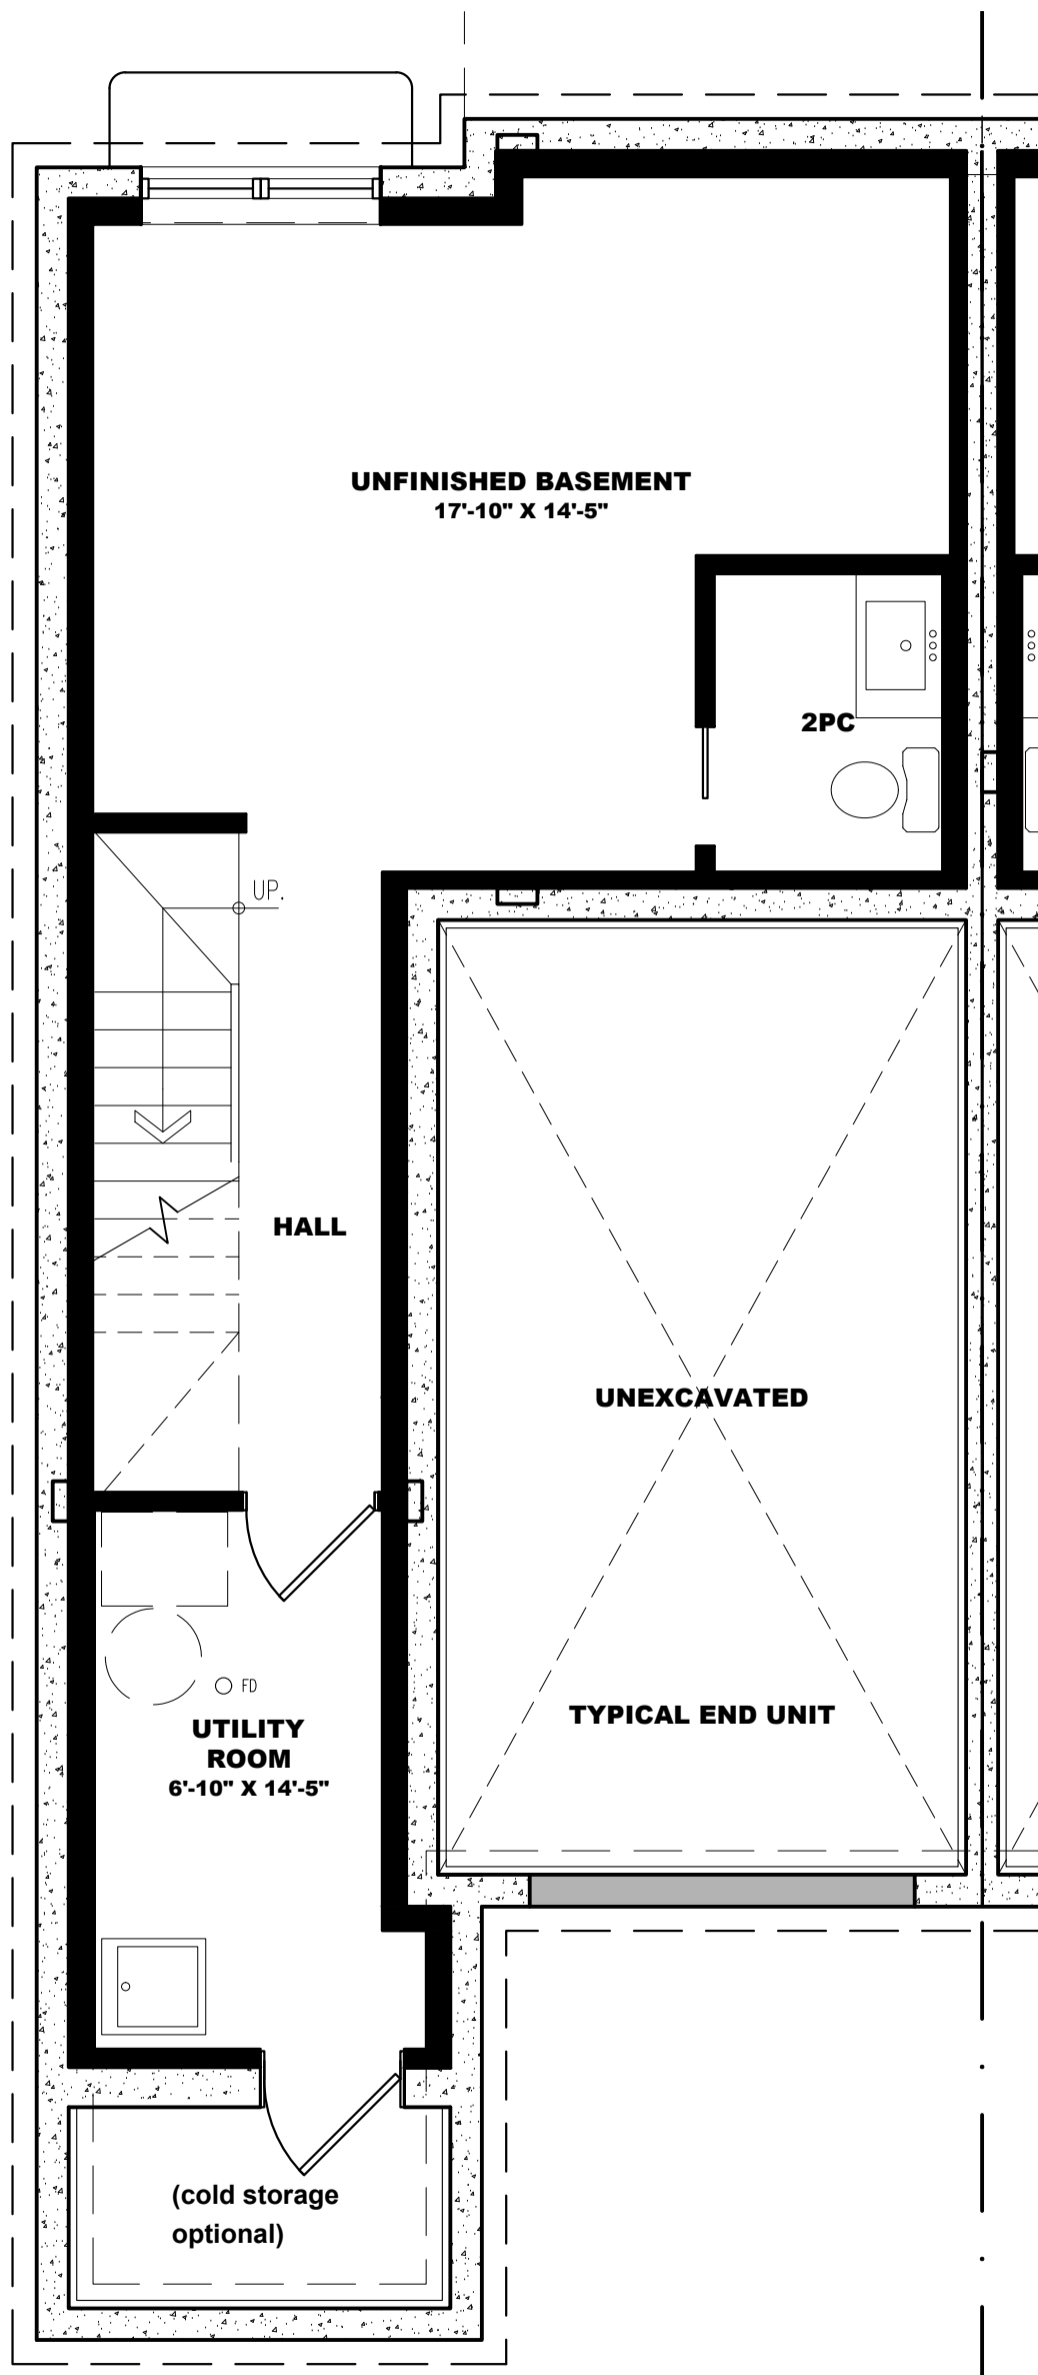 UNFINISHED BASEMENT
17'-10" X 14'-5"
2PC
UP.
HALL
UNEXCAVATED
FD
TYPICAL END UNIT
UTILITY
ROOM
6'-10" X 14'-5"
(cold storage
optional)